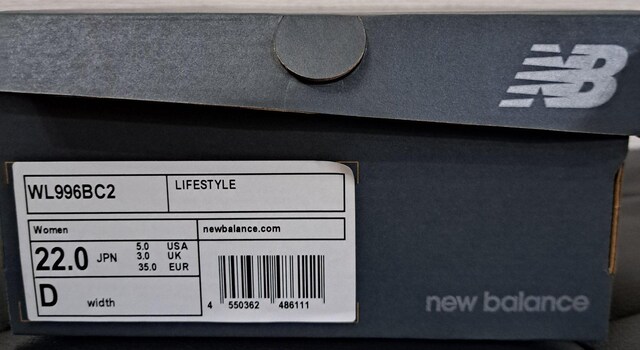 NB
WL996BC2
LIFESTYLE
Women
newbalance.com
22.0 JPN
5.0 USA
3.0 UK
35.0 EUR
D width
4 550362 486111
new balance